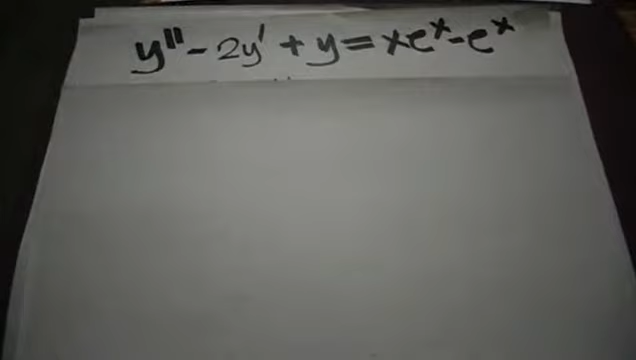 y'' - 2y' + y = xe^x - e^x